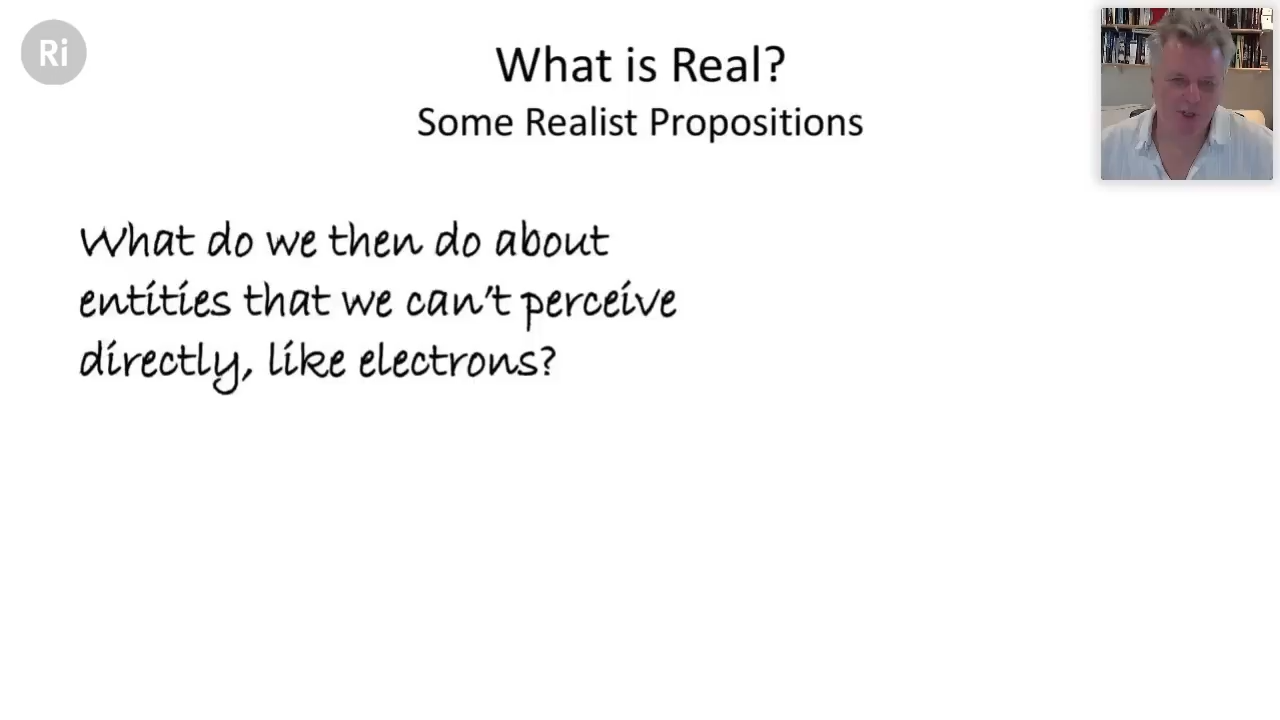 Ri
What is Real?
Some Realist Propositions
What do we then do about
entities that we can't perceive
directly, like electrons?